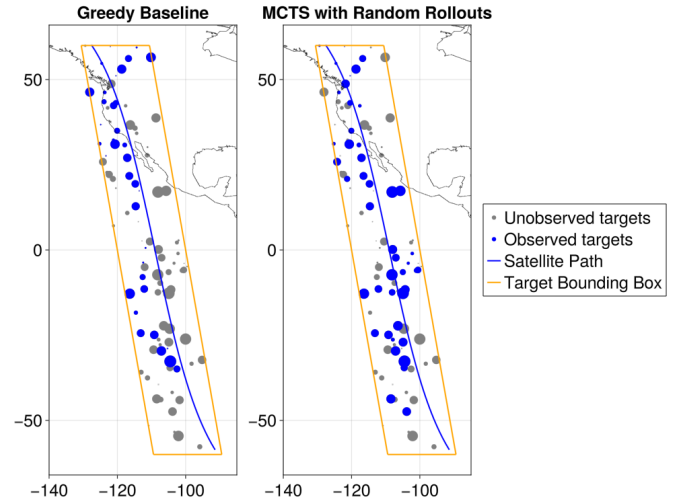 Greedy Baseline
MCTS with Random Rollouts
50
0
−50
−140
−120
−100
50
0
−50
−140
−120
−100
Unobserved targets
Observed targets
Satellite Path
Target Bounding Box